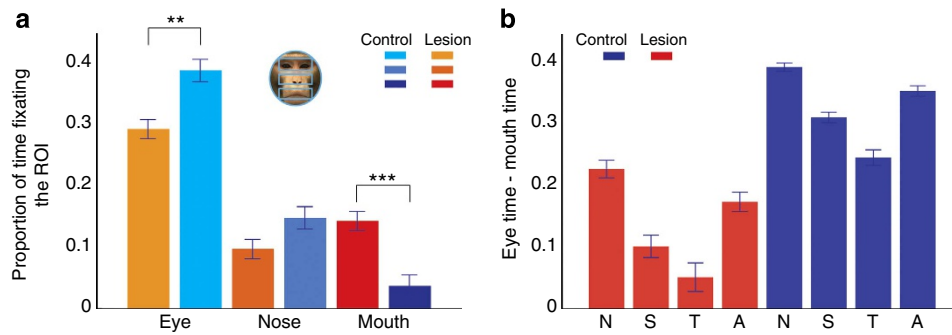 a
**
Control Lesion
***
0.4
0.3
0.2
0.1
0
Proportion of time fixating
the ROI
Eye Nose Mouth
b
Control Lesion
0.4
0.3
0.2
0.1
0
Eye time - mouth time
N S T A N S T A